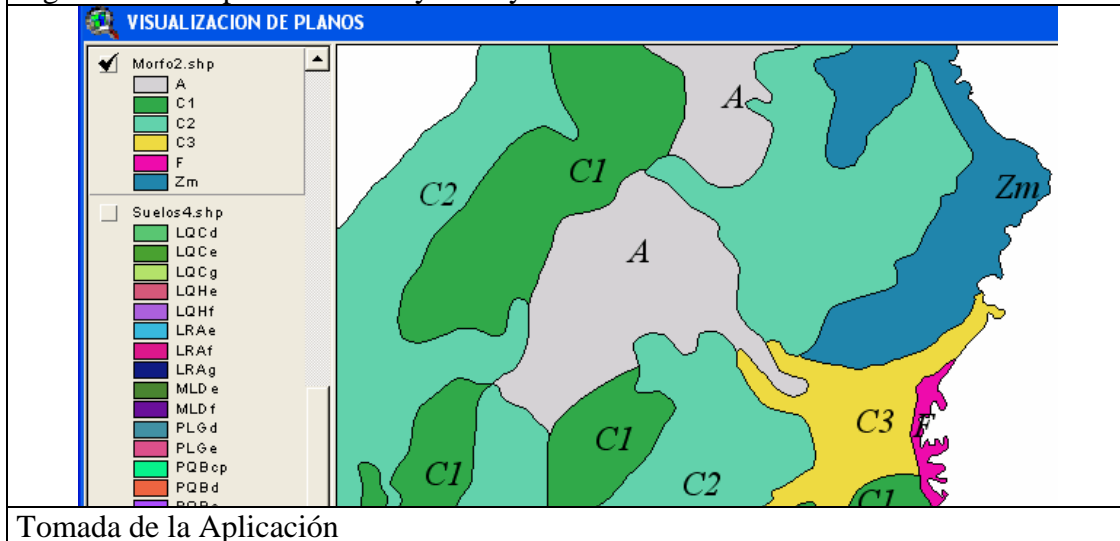 VISUALIZACION DE PLANOS
Morfo2.shp
A
C1
C2
C3
F
Zm
Suelos4.shp
LQCd
LQCe
LQCg
LQHe
LQHf
LRAe
LRAf
LRAg
MLDe
MLDf
PLGd
PLGe
PQBcp
PQBd
A
C1
C2
Zm
A
C3
F
C1
C1
C2
C1
Tomada de la Aplicación